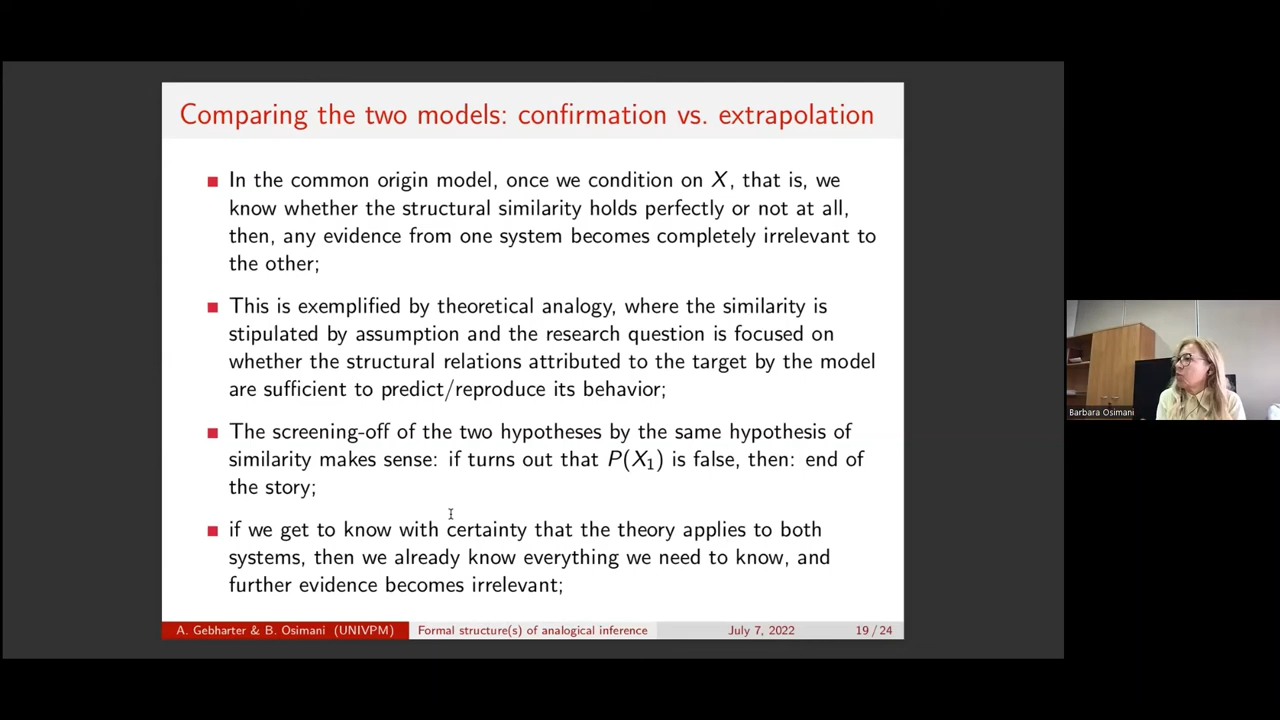 Comparing the two models: confirmation vs. extrapolation
In the common origin model, once we condition on X, that is, we
know whether the structural similarity holds perfectly or not at all,
then, any evidence from one system becomes completely irrelevant to
the other;
This is exemplified by theoretical analogy, where the similarity is
stipulated by assumption and the research question is focused on
whether the structural relations attributed to the target by the model
are sufficient to predict/reproduce its behavior;
The screening-off of the two hypotheses by the same hypothesis of
similarity makes sense: if turns out that P(X₁) is false, then: end of
the story;
if we get to know with certainty that the theory applies to both
systems, then we already know everything we need to know, and
further evidence becomes irrelevant;
A. Gebharter & B. Osimani (UNIVPM) Formal structure(s) of analogical inference July 7, 2022 19 / 24
Barbara Osimani